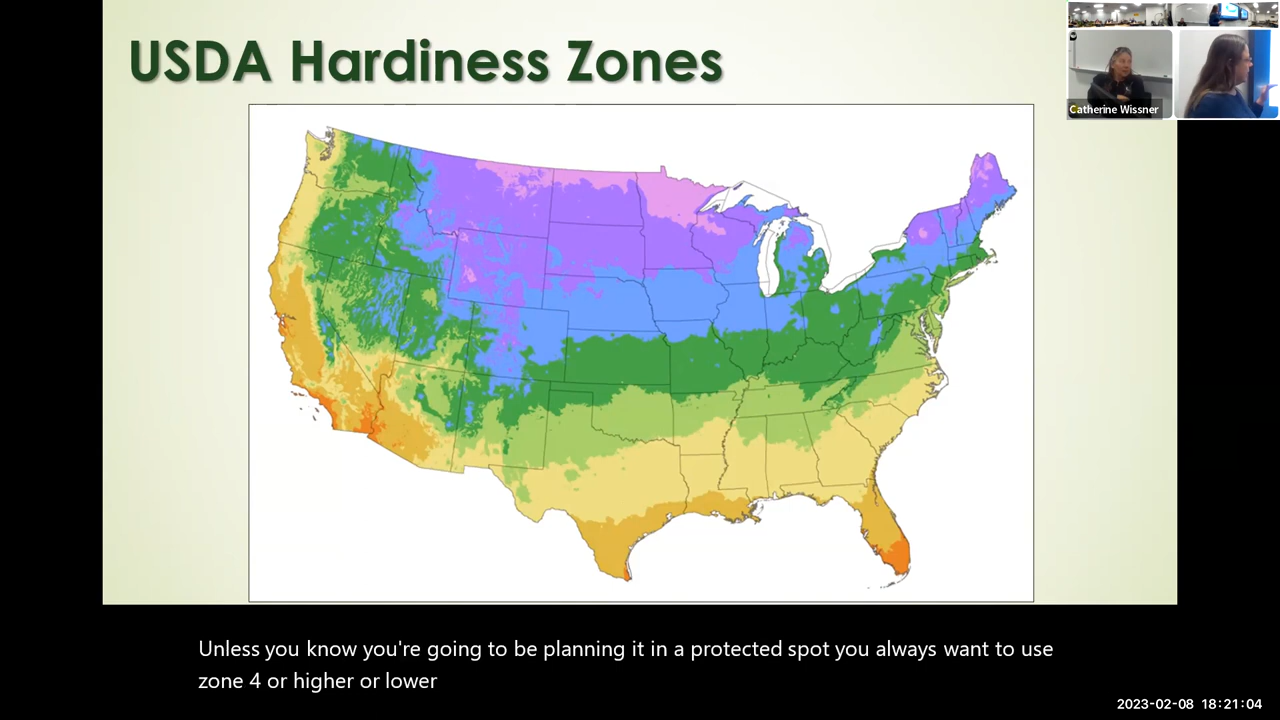 USDA Hardiness Zones
Catherine Wissner
Unless you know you're going to be planning it in a protected spot you always want to use
zone 4 or higher or lower
2023-02-08 18:21:04